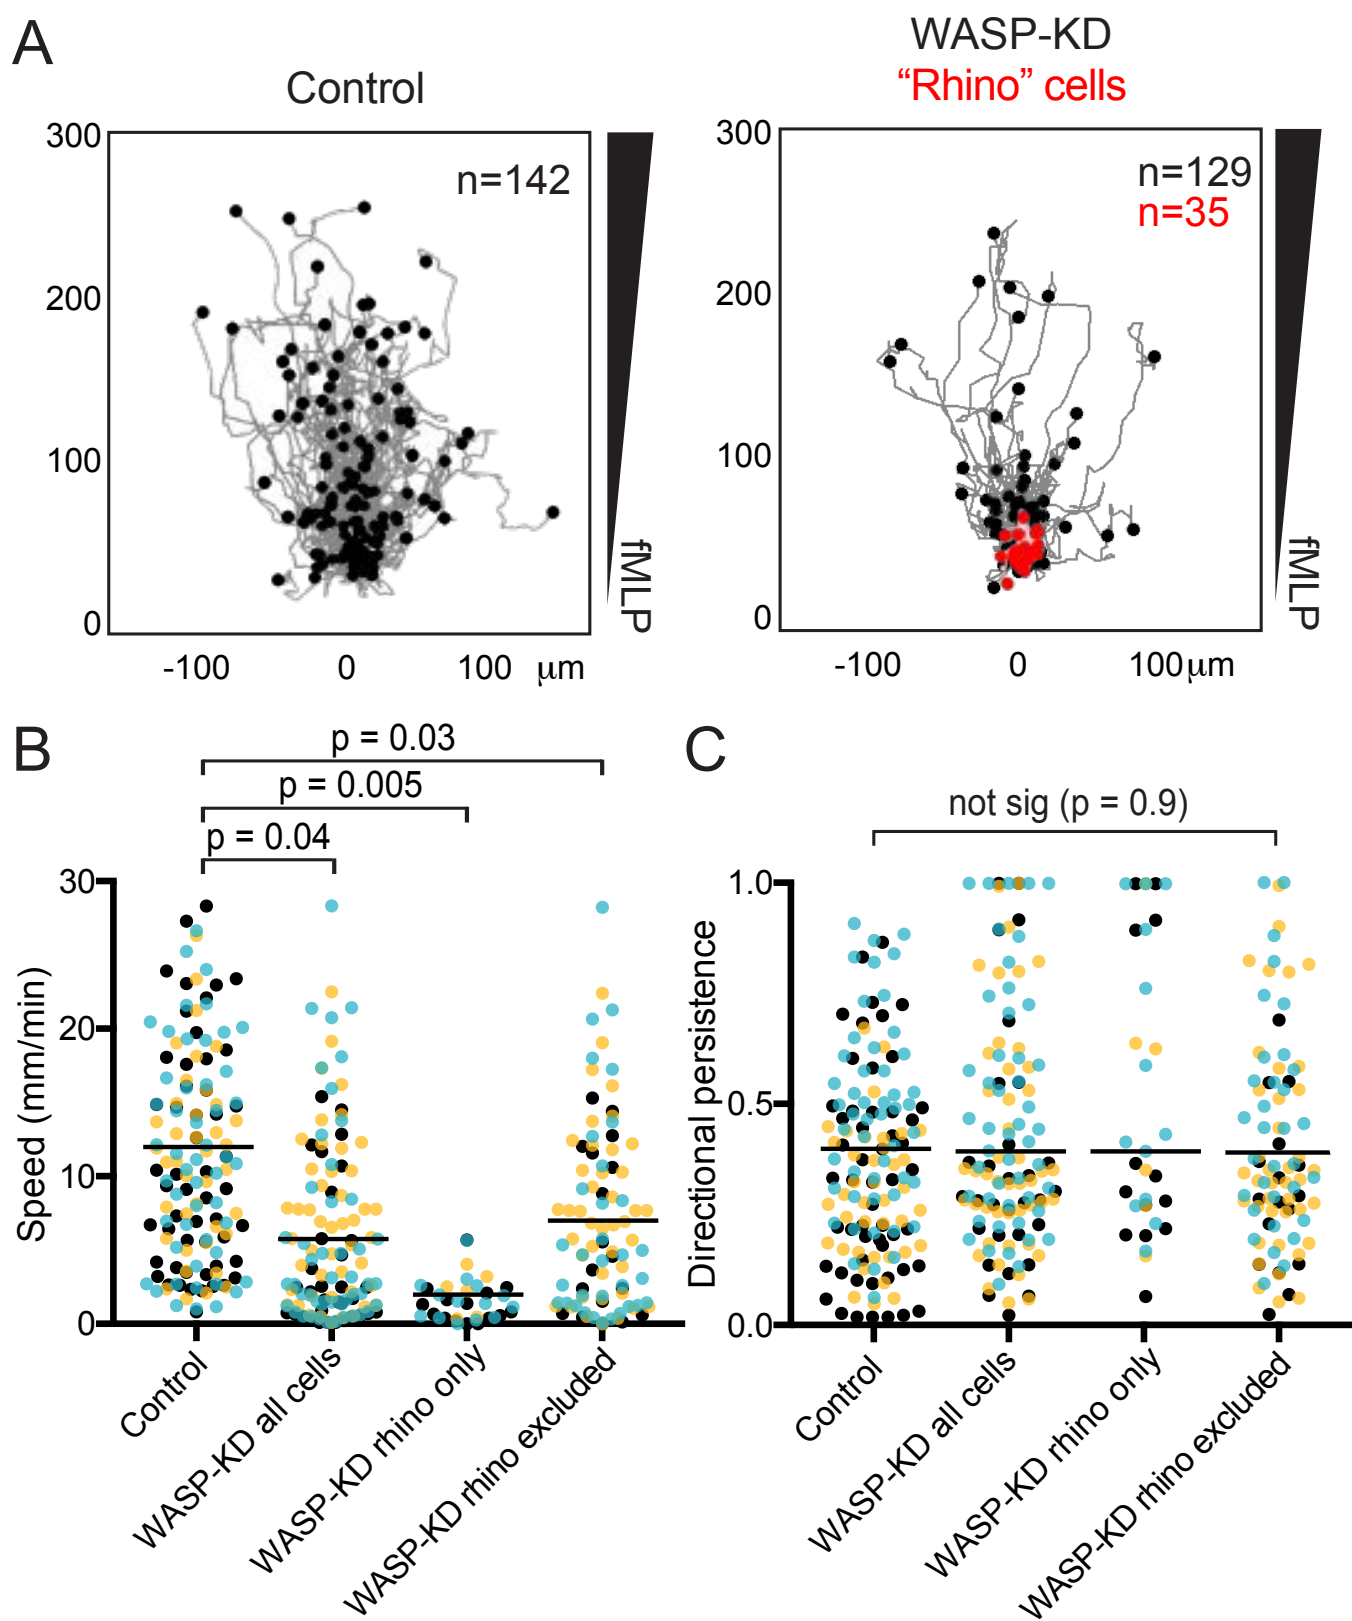 A
Control
WASP-KD
“Rhino” cells
300
200
100
0
n=142
-100 0 100 μm
fMLP
300
200
100
0
n=129
n=35
-100 0 100μm
fMLP
B
p = 0.03
p = 0.005
p = 0.04
Speed (mm/min)
30
20
10
0
Control
WASP-KD all cells
WASP-KD rhino only
WASP-KD rhino excluded
C
not sig (p = 0.9)
Directional persistence
1.0
0.5
0.0
Control
WASP-KD all cells
WASP-KD rhino only
WASP-KD rhino excluded